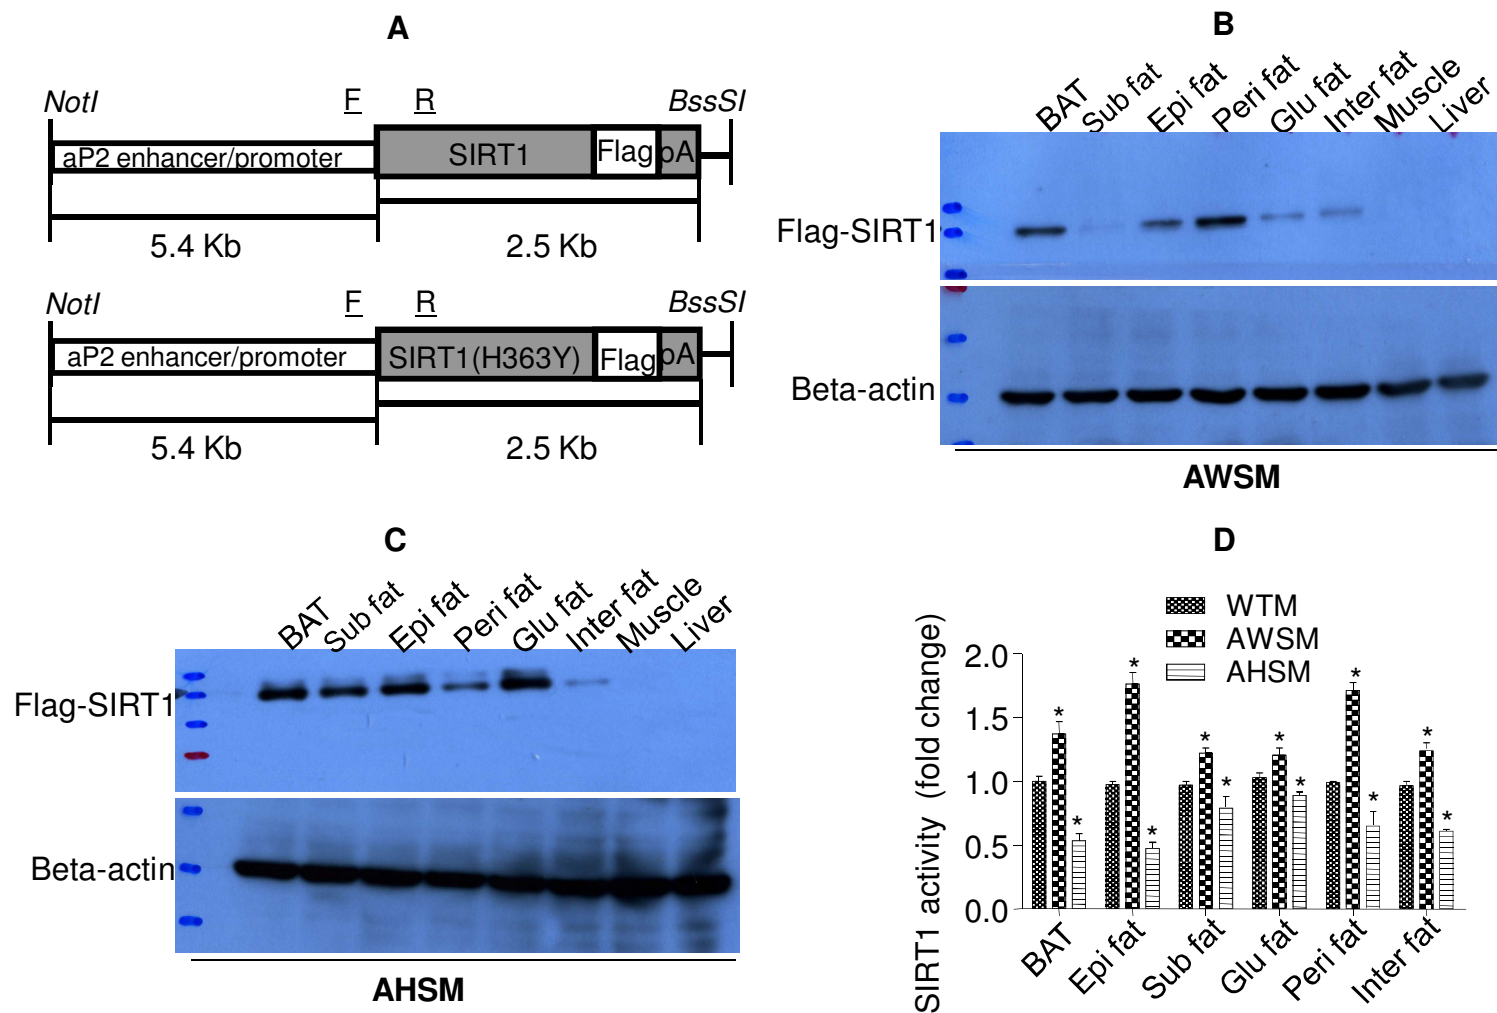 A
NotI F R BssSI
aP2 enhancer/promoter SIRT1 Flag pA
5.4 Kb 2.5 Kb
NotI F R BssSI
aP2 enhancer/promoter SIRT1(H363Y) Flag pA
5.4 Kb 2.5 Kb
B
BAT Sub fat Epi fat Peri fat Glu fat Inter fat Muscle Liver
Flag-SIRT1
Beta-actin
AWSM
C
BAT Sub fat Epi fat Peri fat Glu fat Inter fat Muscle Liver
Flag-SIRT1
Beta-actin
AHSM
D
WTM
AWSM
AHSM
SIRT1 activity (fold change)
2.0
1.5
1.0
0.5
0.0
* * * * * * * * * * * *
BAT Epi fat Sub fat Glu fat Peri fat Inter fat